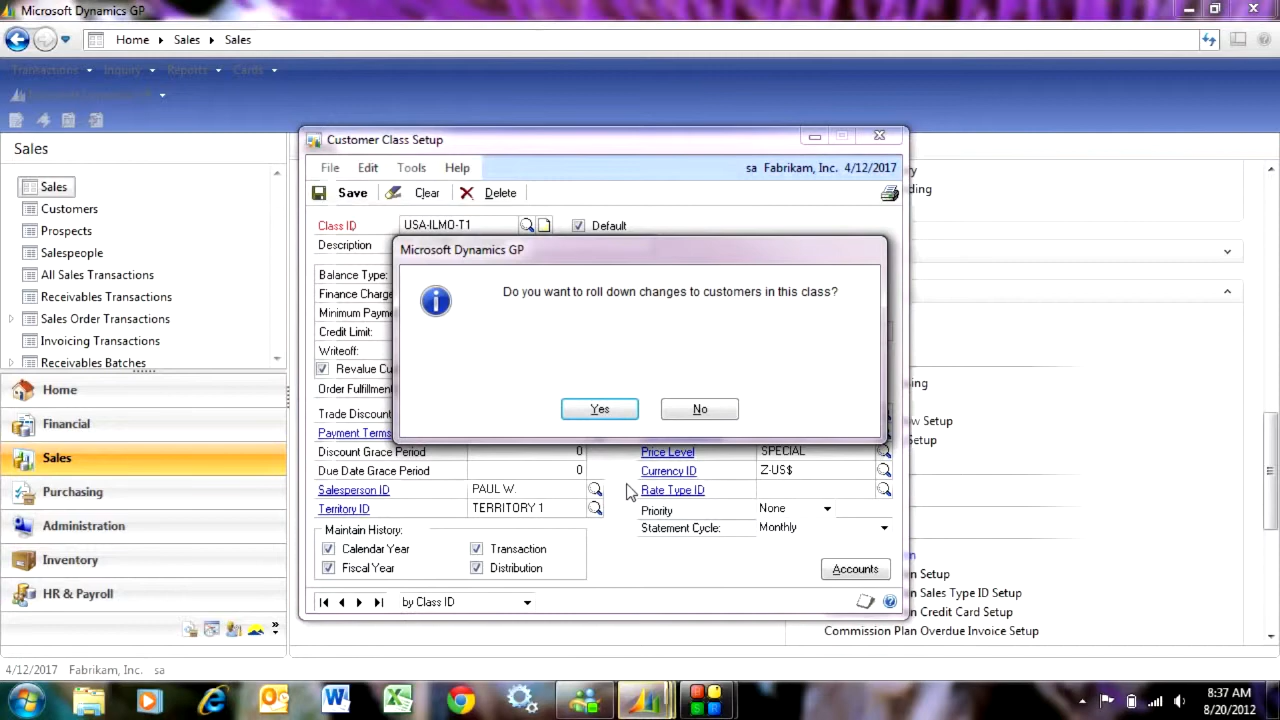 Microsoft Dynamics GP
Home Sales Sales
Transactions Inquiry Reports Cards
Sales
Sales
Customers
Prospects
Salespeople
All Sales Transactions
Receivables Transactions
Sales Order Transactions
Invoicing Transactions
Receivables Batches
Home
Financial
Sales
Purchasing
Administration
Inventory
HR & Payroll
Customer Class Setup
File Edit Tools Help sa Fabrikam, Inc. 4/12/2017
Save Clear Delete
Class ID USA-ILMO-T1 Default
Description
Balance Type:
Finance Charge
Minimum Payme
Credit Limit:
Writeoff:
Revalue Cu
Order Fulfillment
Trade Discount
Payment Terms
Discount Grace Period 0
Due Date Grace Period 0
Salesperson ID PAUL W.
Territory ID TERRITORY 1
Price Level SPECIAL
Currency ID Z-US$
Rate Type ID
Priority None
Statement Cycle: Monthly
Maintain History:
Calendar Year Transaction
Fiscal Year Distribution
Accounts
by Class ID
Microsoft Dynamics GP
Do you want to roll down changes to customers in this class?
Yes No
y
ding
ing
w Setup
etup
n
n Setup
n Sales Type ID Setup
n Credit Card Setup
Commission Plan Overdue Invoice Setup
4/12/2017 Fabrikam, Inc. sa
8:37 AM
8/20/2012